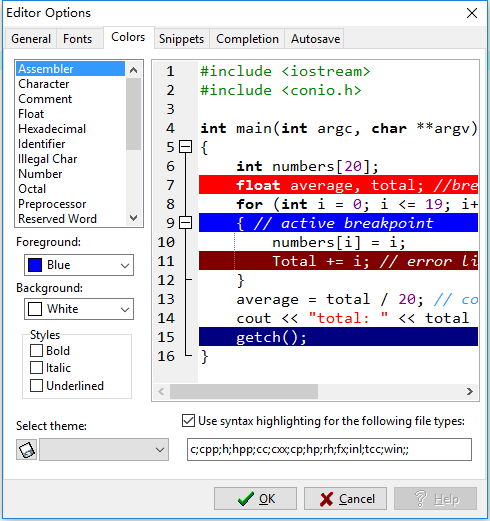 Editor Options
General Fonts Colors Snippets Completion Autosave
Assembler
Character
Comment
Float
Hexadecimal
Identifier
Illegal Char
Number
Octal
Preprocessor
Reserved Word
Foreground:
Blue
Background:
White
Styles
Bold
Italic
Underlined
1 #include <iostream>
2 #include <conio.h>
3
4 int main(int argc, char **argv)
5 {
6 int numbers[20];
7 float average, total; //bre
8 for (int i = 0; i <= 19; i+
9 { // active breakpoint
10 numbers[i] = i;
11 Total += i; // error li
12 }
13 average = total / 20; // co
14 cout << "total: " << total
15 getch();
16 }
Select theme:
Use syntax highlighting for the following file types:
c;cpp;h;hpp;cc;cxx;cp;hp;rh;fx;inl;tcc;win;;
OK Cancel Help